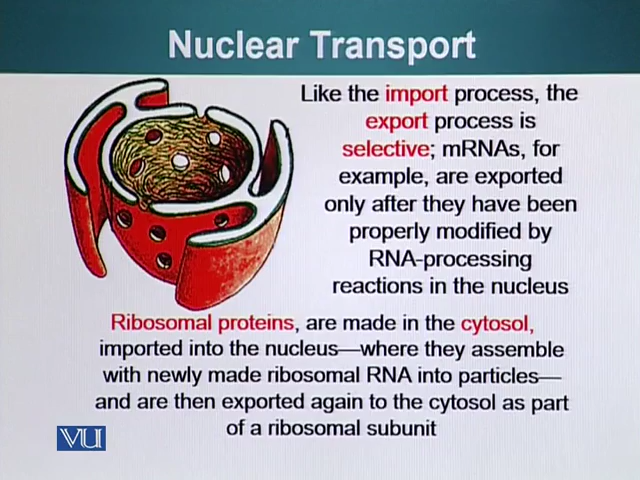 Nuclear Transport
Like the import process, the
export process is
selective; mRNAs, for
example, are exported
only after they have been
properly modified by
RNA-processing
reactions in the nucleus
Ribosomal proteins, are made in the cytosol,
imported into the nucleus—where they assemble
with newly made ribosomal RNA into particles—
and are then exported again to the cytosol as part
of a ribosomal subunit
VU